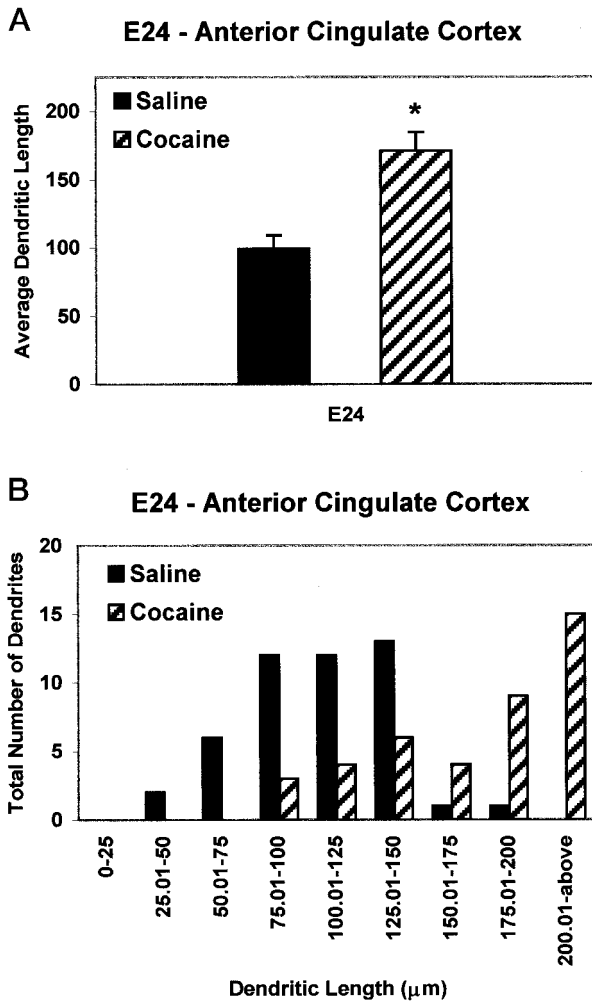 A
E24 - Anterior Cingulate Cortex
Average Dendritic Length
200
150
100
50
0
Saline
Cocaine
*
E24
B
E24 - Anterior Cingulate Cortex
Total Number of Dendrites
20
15
10
5
0
Saline
Cocaine
0-25
25.01-50
50.01-75
75.01-100
100.01-125
125.01-150
150.01-175
175.01-200
200.01-above
Dendritic Length (μm)